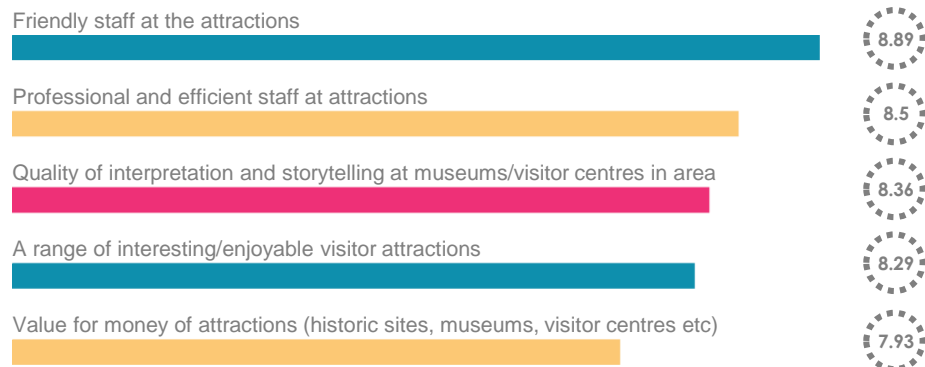 Friendly staff at the attractions
8.89
Professional and efficient staff at attractions
8.5
Quality of interpretation and storytelling at museums/visitor centres in area
8.36
A range of interesting/enjoyable visitor attractions
8.29
Value for money of attractions (historic sites, museums, visitor centres etc)
7.93